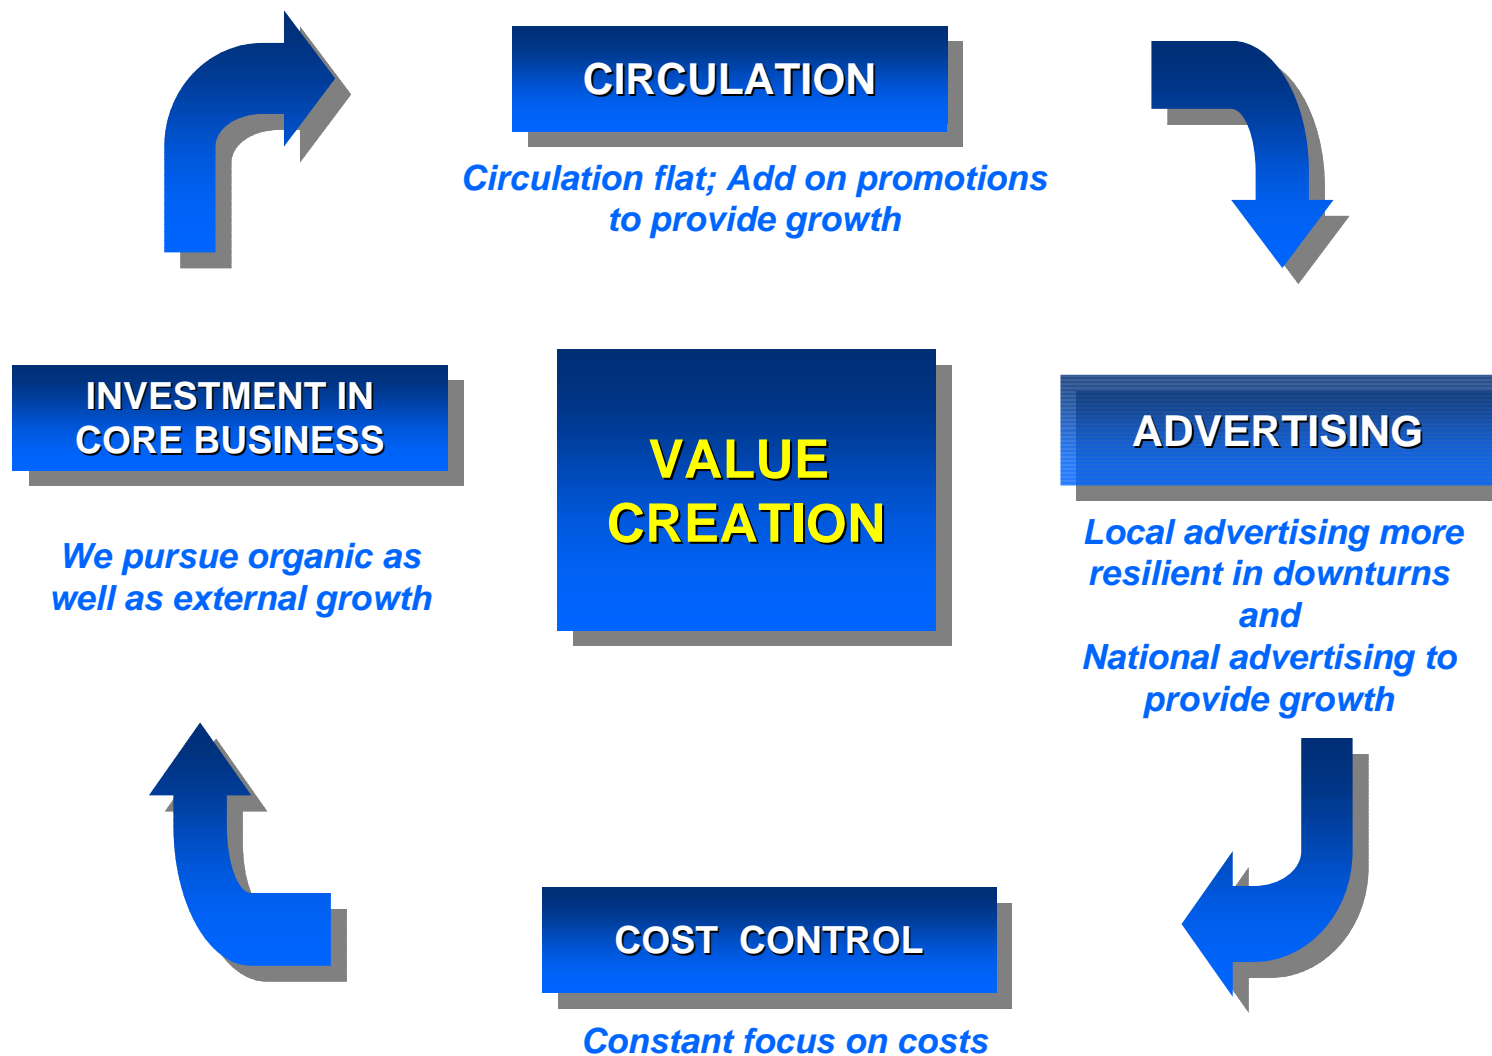 CIRCULATION
Circulation flat; Add on promotions
to provide growth
INVESTMENT IN
CORE BUSINESS
We pursue organic as
well as external growth
VALUE
CREATION
ADVERTISING
Local advertising more
resilient in downturns
and
National advertising to
provide growth
COST CONTROL
Constant focus on costs